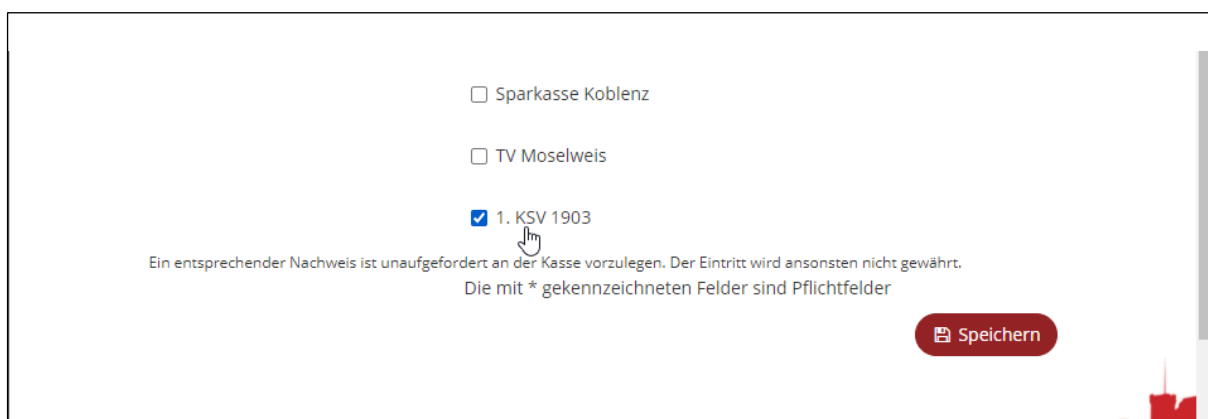 Sparkasse Koblenz
TV Moselweis
1. KSV 1903
Ein entsprechender Nachweis ist unaufgefordert an der Kasse vorzulegen. Der Eintritt wird ansonsten nicht gewährt.
Die mit * gekennzeichneten Felder sind Pflichtfelder
Speichern